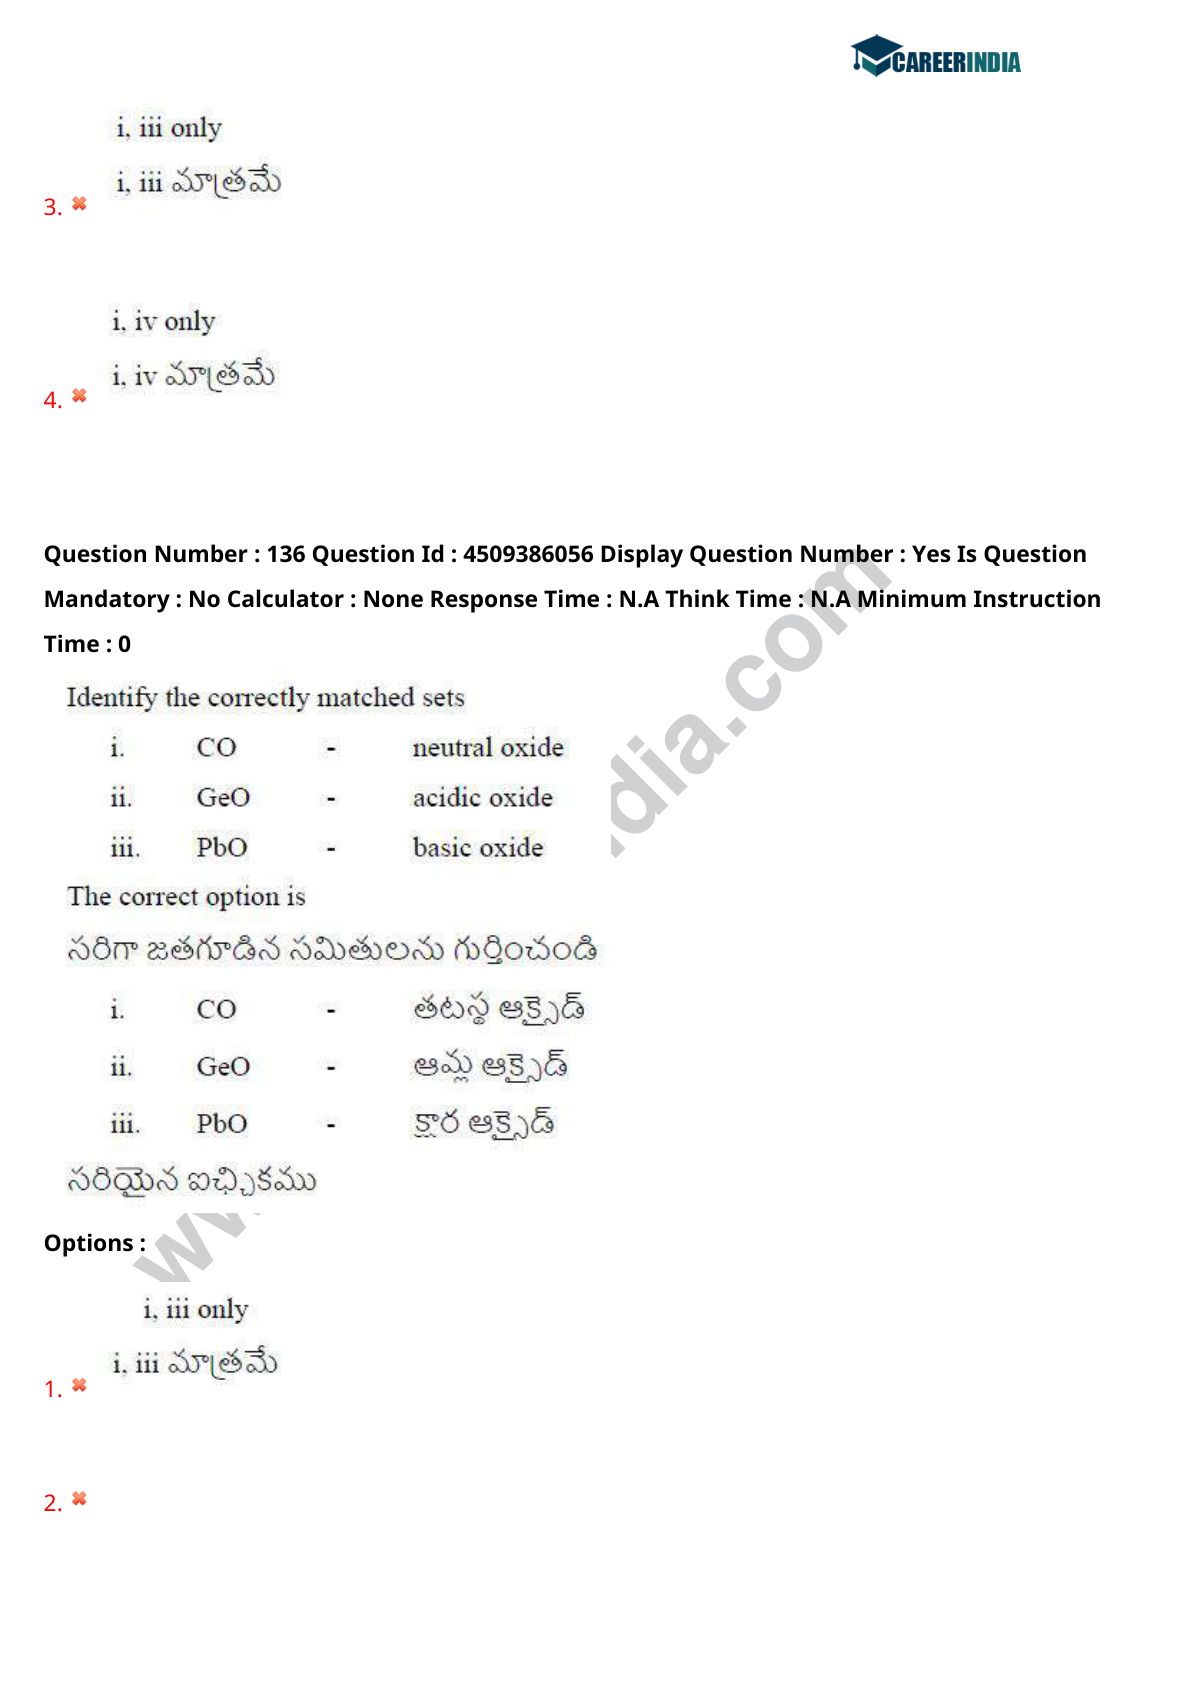 CAREERINDIA
i, iii only
i, iii మాత్రమే
3.
i, iv only
i, iv మాత్రమే
4.
Question Number : 136 Question Id : 4509386056 Display Question Number : Yes Is Question
Mandatory : No Calculator : None Response Time : N.A Think Time : N.A Minimum Instruction
Time : 0
Identify the correctly matched sets
i. CO - neutral oxide
ii. GeO - acidic oxide
iii. PbO - basic oxide
The correct option is
సరిగా జతగూడిన సమితులను గుర్తించండి
i. CO - తటస్థ ఆక్సైడ్
ii. GeO - ఆమ్ల ఆక్సైడ్
iii. PbO - క్షార ఆక్సైడ్
సరియైన ఐచ్ఛికము
Options :
i, iii only
i, iii మాత్రమే
1.
2.